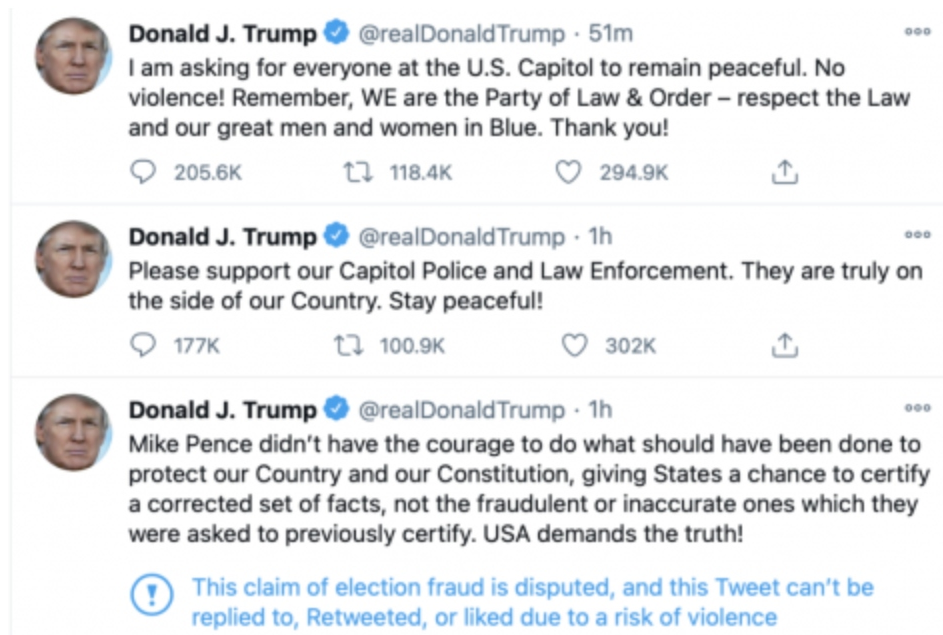 Donald J. Trump @realDonaldTrump · 51m
I am asking for everyone at the U.S. Capitol to remain peaceful. No
violence! Remember, WE are the Party of Law & Order – respect the Law
and our great men and women in Blue. Thank you!
205.6K 118.4K 294.9K
Donald J. Trump @realDonaldTrump · 1h
Please support our Capitol Police and Law Enforcement. They are truly on
the side of our Country. Stay peaceful!
177K 100.9K 302K
Donald J. Trump @realDonaldTrump · 1h
Mike Pence didn't have the courage to do what should have been done to
protect our Country and our Constitution, giving States a chance to certify
a corrected set of facts, not the fraudulent or inaccurate ones which they
were asked to previously certify. USA demands the truth!
This claim of election fraud is disputed, and this Tweet can't be
replied to, Retweeted, or liked due to a risk of violence